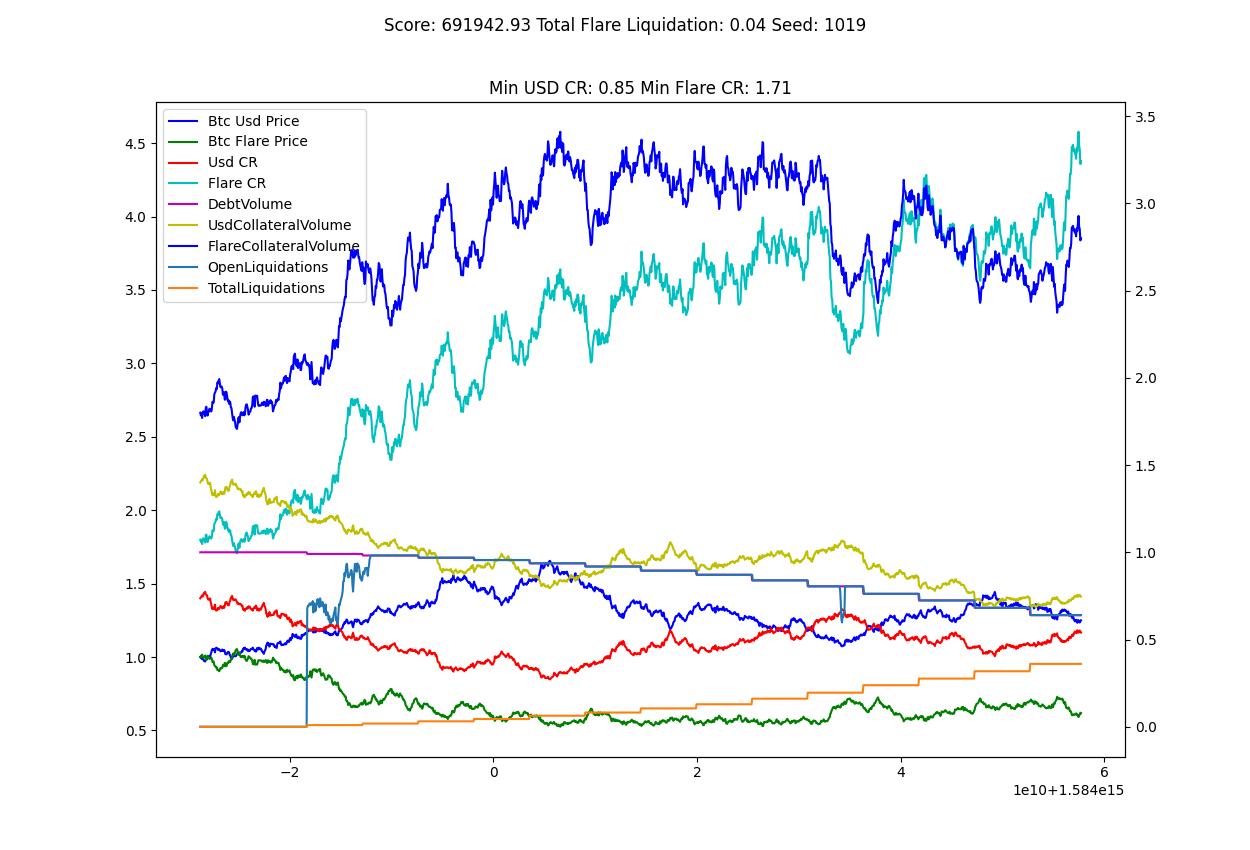 Score: 691942.93 Total Flare Liquidation: 0.04 Seed: 1019
Min USD CR: 0.85 Min Flare CR: 1.71
Btc Usd Price
Btc Flare Price
Usd CR
Flare CR
DebtVolume
UsdCollateralVolume
FlareCollateralVolume
OpenLiquidations
TotalLiquidations
4.5
4.0
3.5
3.0
2.5
2.0
1.5
1.0
0.5
3.5
3.0
2.5
2.0
1.5
1.0
0.5
0.0
−2
0
2
4
6
1e10+1.584e15